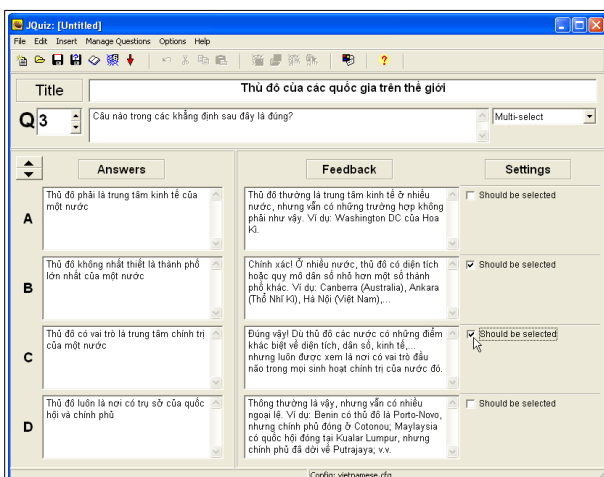 JQuiz: [Untitled]
File Edit Insert Manage Questions Options Help
Title
Thủ đô của các quốc gia trên thế giới
Q 3
Câu nào trong các khẳng định sau đây là đúng?
Multi-select
Answers Feedback Settings
A
Thủ đô phải là trung tâm kinh tế của
một nước
Thủ đô thường là trung tâm kinh tế ở nhiều
nước, nhưng vẫn có những trường hợp không
phải như vậy. Ví dụ: Washington DC của Hoa
Kì.
Should be selected
B
Thủ đô không nhất thiết là thành phố
lớn nhất của một nước
Chính xác! Ở nhiều nước, thủ đô có diện tích
hoặc quy mô dân số nhỏ hơn một số thành
phố khác. Ví dụ: Canberra (Australia), Ankara
(Thổ Nhĩ Kì), Hà Nội (Việt Nam),...
Should be selected
C
Thủ đô có vai trò là trung tâm chính trị
của một nước
Đúng vậy! Dù thủ đô các nước có những điểm
khác biệt về diện tích, dân số, kinh tế,...
nhưng luôn được xem là nơi có vai trò đầu
não trong mọi sinh hoạt chính trị của nước đó.
Should be selected
D
Thủ đô luôn là nơi có trụ sở của quốc
hội và chính phủ
Thông thường là vậy, nhưng vẫn có nhiều
ngoại lệ. Ví dụ: Benin có thủ đô là Porto-Novo,
nhưng chính phủ đóng ở Cotonou; Maylaysia
có quốc hội đóng tại Kualar Lumpur, nhưng
chính phủ đã dời về Putrajaya; v.v.
Should be selected
Config: vietnamese.cfg